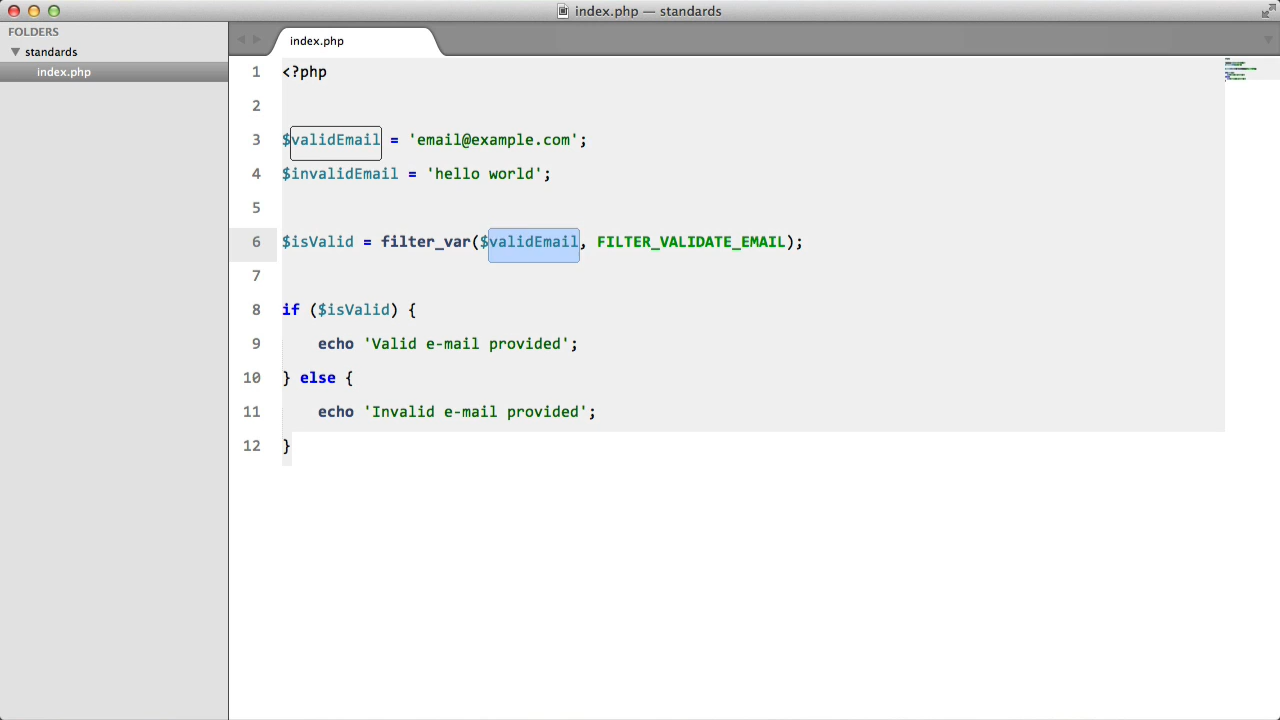 index.php — standards
FOLDERS
standards
index.php
index.php
1 <?php
2
3 $validEmail = 'email@example.com';
4 $invalidEmail = 'hello world';
5
6 $isValid = filter_var($validEmail, FILTER_VALIDATE_EMAIL);
7
8 if ($isValid) {
9     echo 'Valid e-mail provided';
10 } else {
11     echo 'Invalid e-mail provided';
12 }